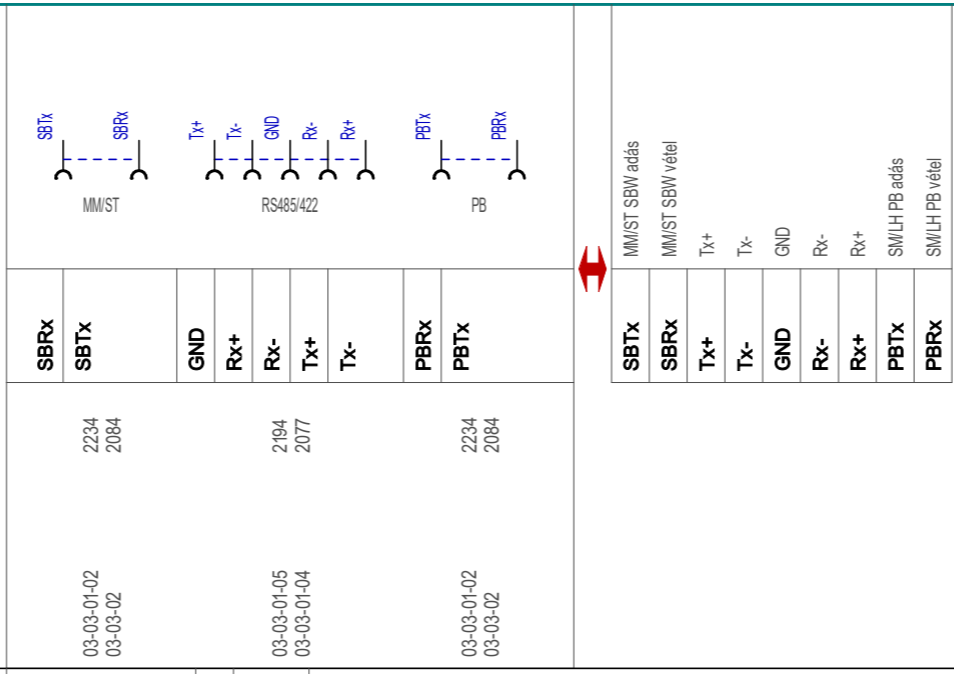 SBTx
SBRx
Tx+
Tx-
GND
Rx-
Rx+
PBTx
PBRx
MM/ST
RS485/422
PB
MM/ST SBW adás
MM/ST SBW vétel
Tx+
Tx-
GND
Rx-
Rx+
SM/LH PB adás
SM/LH PB vétel
SBRx
SBTx
GND
Rx+
Rx-
Tx+
Tx-
PBRx
PBTx
SBTx
SBRx
Tx+
Tx-
GND
Rx-
Rx+
PBTx
PBRx
2234
2084
2194
2077
2234
2084
03-03-01-02
03-03-02
03-03-01-05
03-03-01-04
03-03-01-02
03-03-02